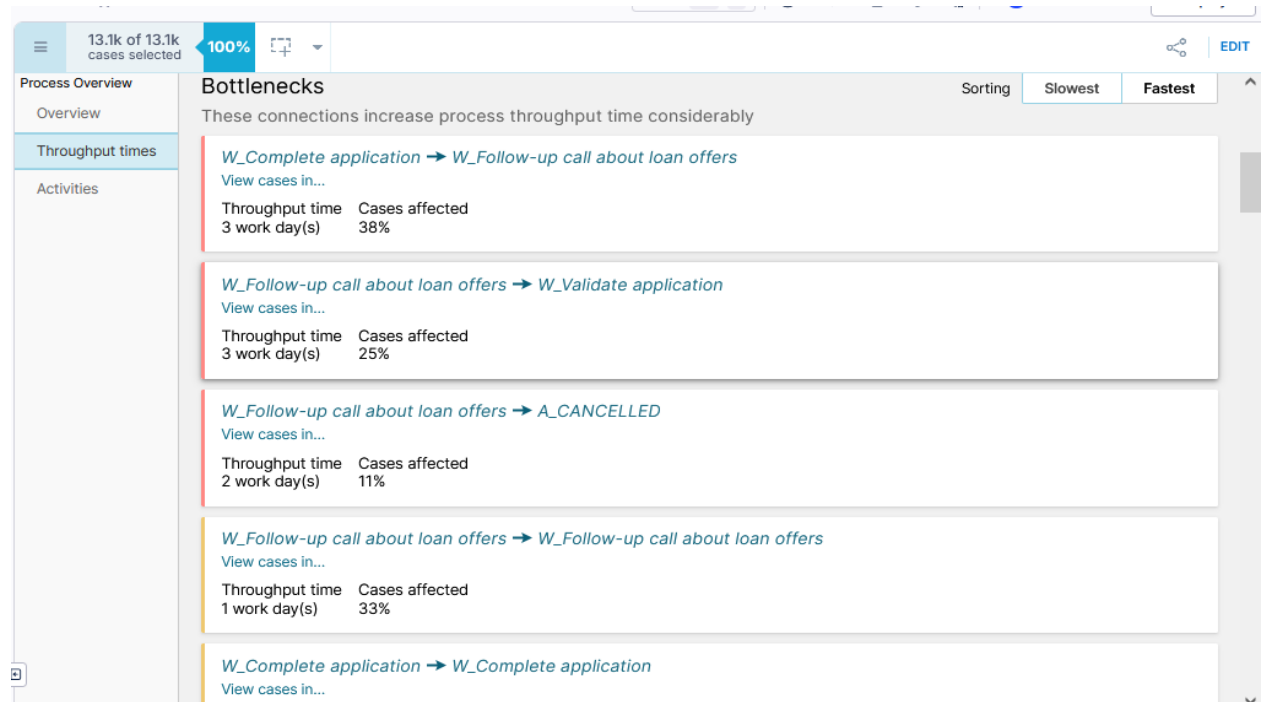 13.1k of 13.1k
cases selected
100%
EDIT
Process Overview
Overview
Throughput times
Activities
Bottlenecks
Sorting
Slowest
Fastest
These connections increase process throughput time considerably
W_Complete application ➔ W_Follow-up call about loan offers
View cases in...
Throughput time Cases affected
3 work day(s) 38%
W_Follow-up call about loan offers ➔ W_Validate application
View cases in...
Throughput time Cases affected
3 work day(s) 25%
W_Follow-up call about loan offers ➔ A_CANCELLED
View cases in...
Throughput time Cases affected
2 work day(s) 11%
W_Follow-up call about loan offers ➔ W_Follow-up call about loan offers
View cases in...
Throughput time Cases affected
1 work day(s) 33%
W_Complete application ➔ W_Complete application
View cases in...